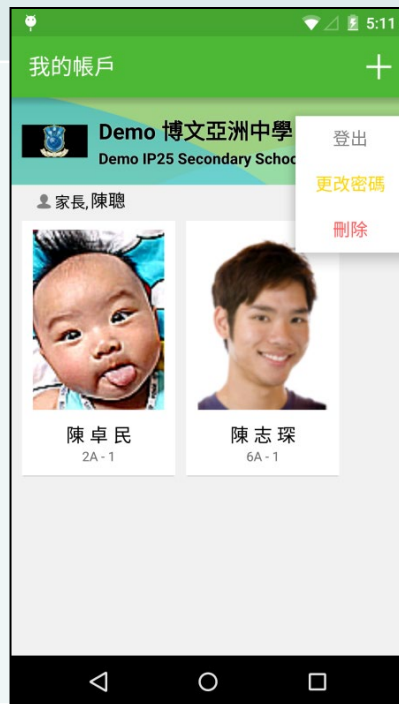 5:11
我的帳戶
Demo 博文亞洲中學
Demo IP25 Secondary Schoo
登出
更改密碼
刪除
家長,陳聰
陳卓民
2A - 1
陳志琛
6A - 1